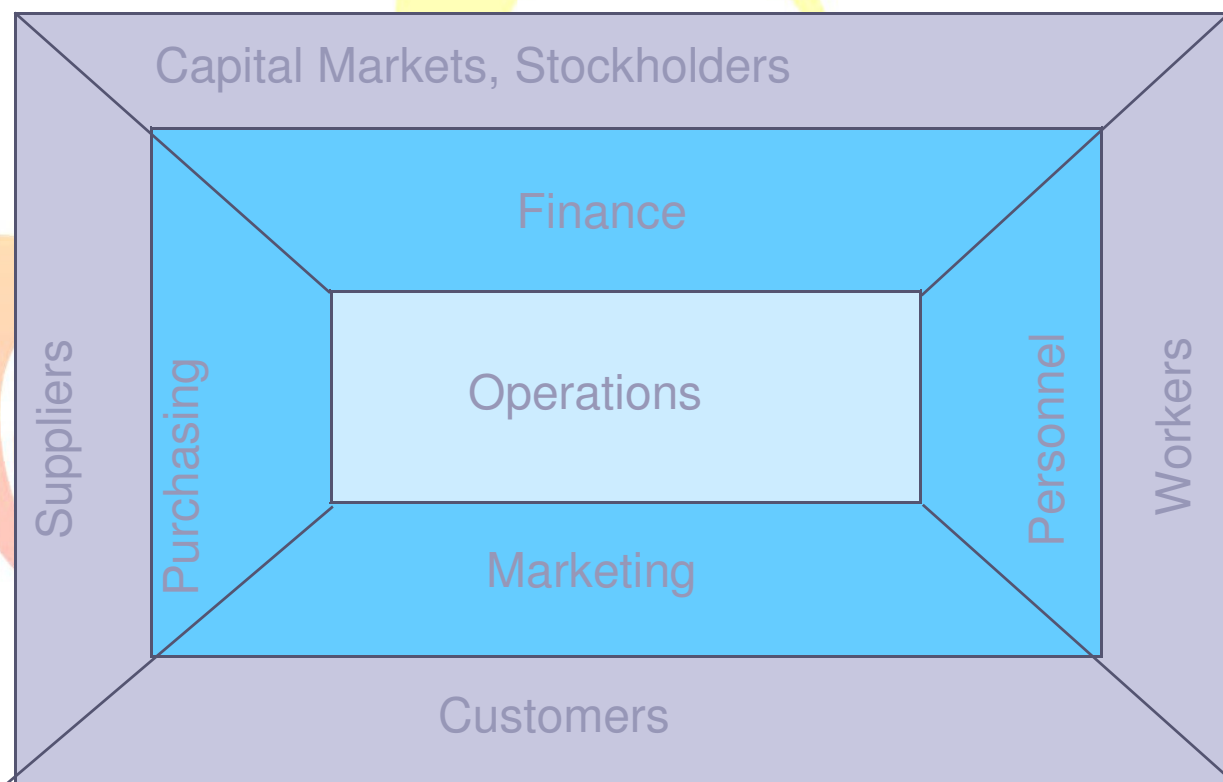 Capital Markets, Stockholders
Finance
Suppliers
Purchasing
Operations
Personnel
Workers
Marketing
Customers